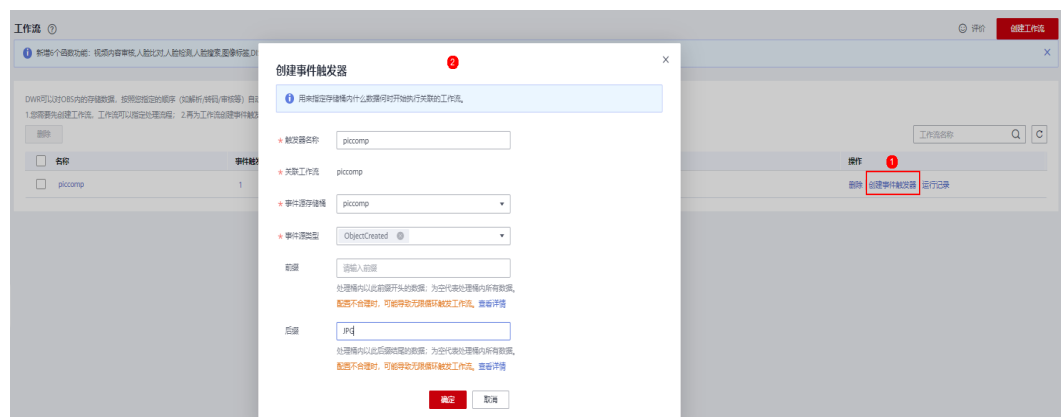 工作流
评价
创建工作流
新增6个函数功能：视频内容审核,人脸比对,人脸检测,人脸搜索,图像标签,DI
DWR可以对OBS内的存储数据，按照您指定的顺序（如解析/转码/审核等）自
1.您需要先创建工作流，工作流可以指定处理流程； 2.再为工作流创建事件触发
删除
工作流名称
名称
事件触发
操作
1
piccomp
1
删除 创建事件触发器 运行记录
创建事件触发器
2
用来指定存储桶内什么数据何时开始执行关联的工作流。
* 触发器名称 piccomp
* 关联工作流 piccomp
* 事件源存储桶 piccomp
* 事件源类型 ObjectCreated
前缀 请输入前缀
处理桶内以此前缀开头的数据；为空代表处理桶内所有数据。
配置不合理时，可能导致无限循环触发工作流。查看详情
后缀 JPG
处理桶内以此后缀结尾的数据；为空代表处理桶内所有数据。
配置不合理时，可能导致无限循环触发工作流。查看详情
确定 取消